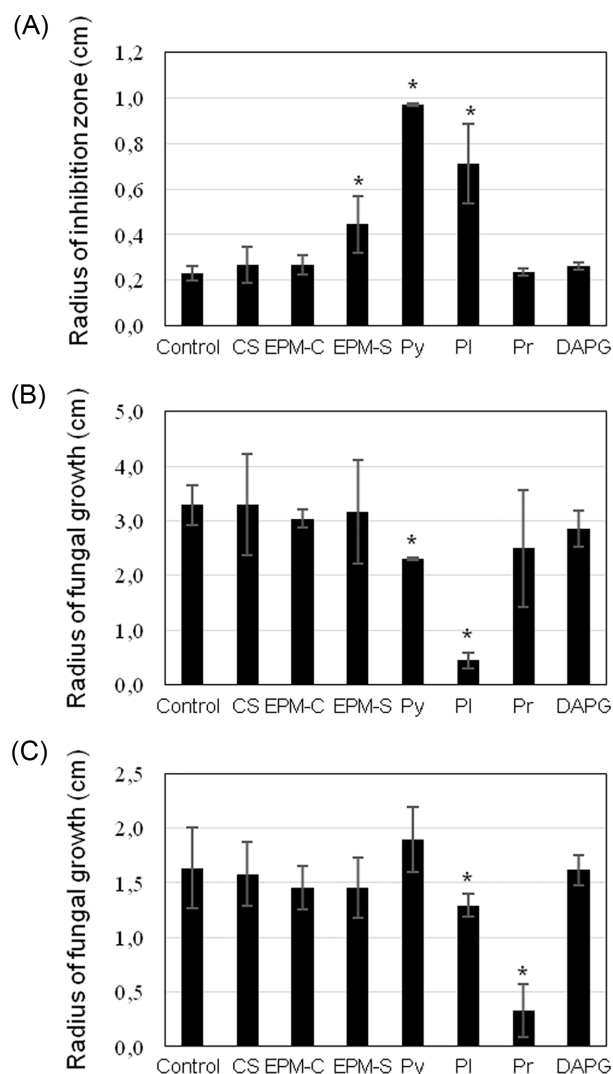 (A)
Radius of inhibition zone (cm)
1,2
1,0
0,8
0,6
0,4
0,2
0,0
* * *
Control CS EPM-C EPM-S Py Pl Pr DAPG
(B)
Radius of fungal growth (cm)
5,0
4,0
3,0
2,0
1,0
0,0
* *
Control CS EPM-C EPM-S Py Pl Pr DAPG
(C)
Radius of fungal growth (cm)
2,5
2,0
1,5
1,0
0,5
0,0
* *
Control CS EPM-C EPM-S Py Pl Pr DAPG